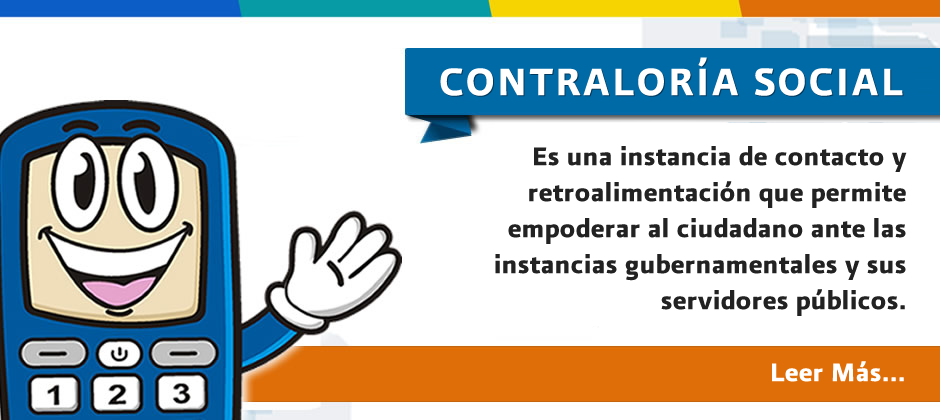 CONTRALORÍA SOCIAL
Es una instancia de contacto y
retroalimentación que permite
empoderar al ciudadano ante las
instancias gubernamentales y sus
servidores públicos.
1 2 3
Leer Más...